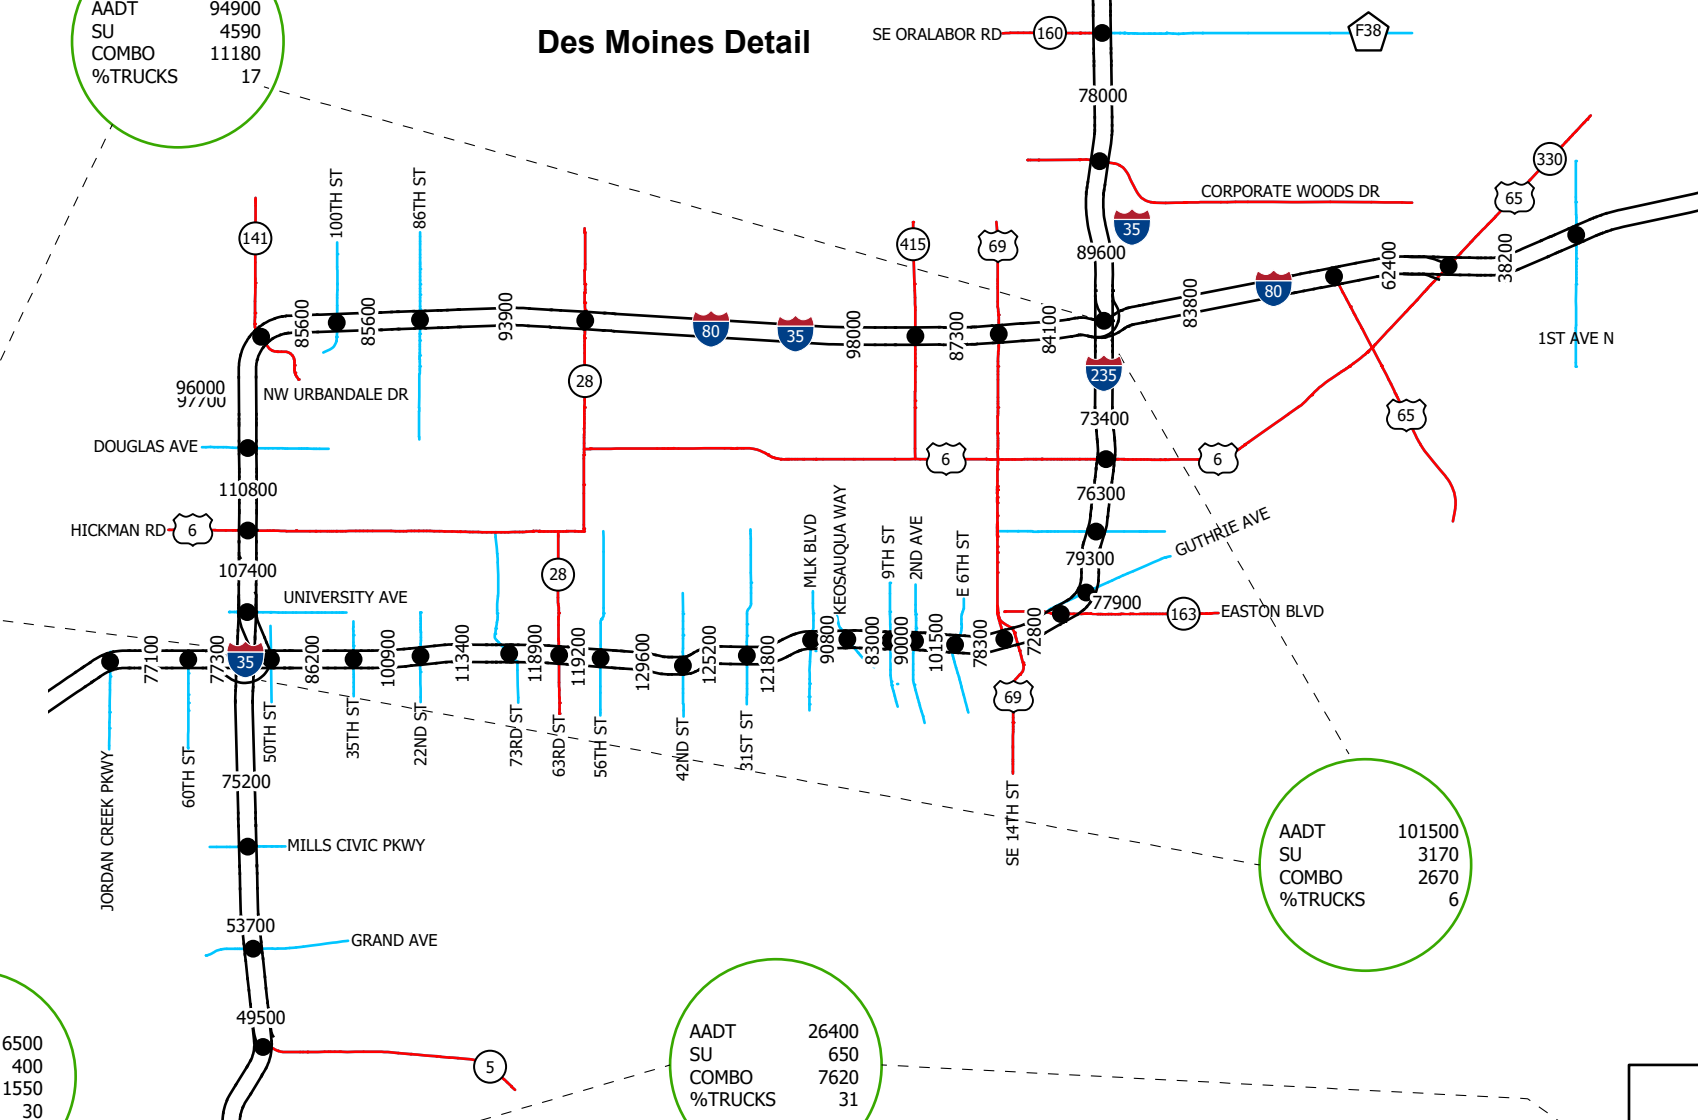 AADT 94900
SU 4590
COMBO 11180
%TRUCKS 17
Des Moines Detail
SE ORALABOR RD
160
F38
78000
330
CORPORATE WOODS DR
65
35
100TH ST
86TH ST
141
415
69
89600
62400
38200
80
83800
85600
85600
93900
80
35
98000
87300
84100
1ST AVE N
235
28
96000
97700
NW URBANDALE DR
73400
65
DOUGLAS AVE
6
6
110800
76300
HICKMAN RD
6
MLK BLVD
KEOSAUQUA WAY
9TH ST
2ND AVE
E 6TH ST
GUTHRIE AVE
79300
107400
28
UNIVERSITY AVE
77900
163
EASTON BLVD
77100
77300
35
86200
100900
113400
118900
119200
129600
125200
121800
90800
83000
90000
101500
78300
72800
69
JORDAN CREEK PKWY
60TH ST
50TH ST
35TH ST
22ND ST
73RD ST
63RD ST
56TH ST
42ND ST
31ST ST
SE 14TH ST
75200
MILLS CIVIC PKWY
AADT 101500
SU 3170
COMBO 2670
%TRUCKS 6
53700
GRAND AVE
49500
5
6500
400
1550
30
AADT 26400
SU 650
COMBO 7620
%TRUCKS 31